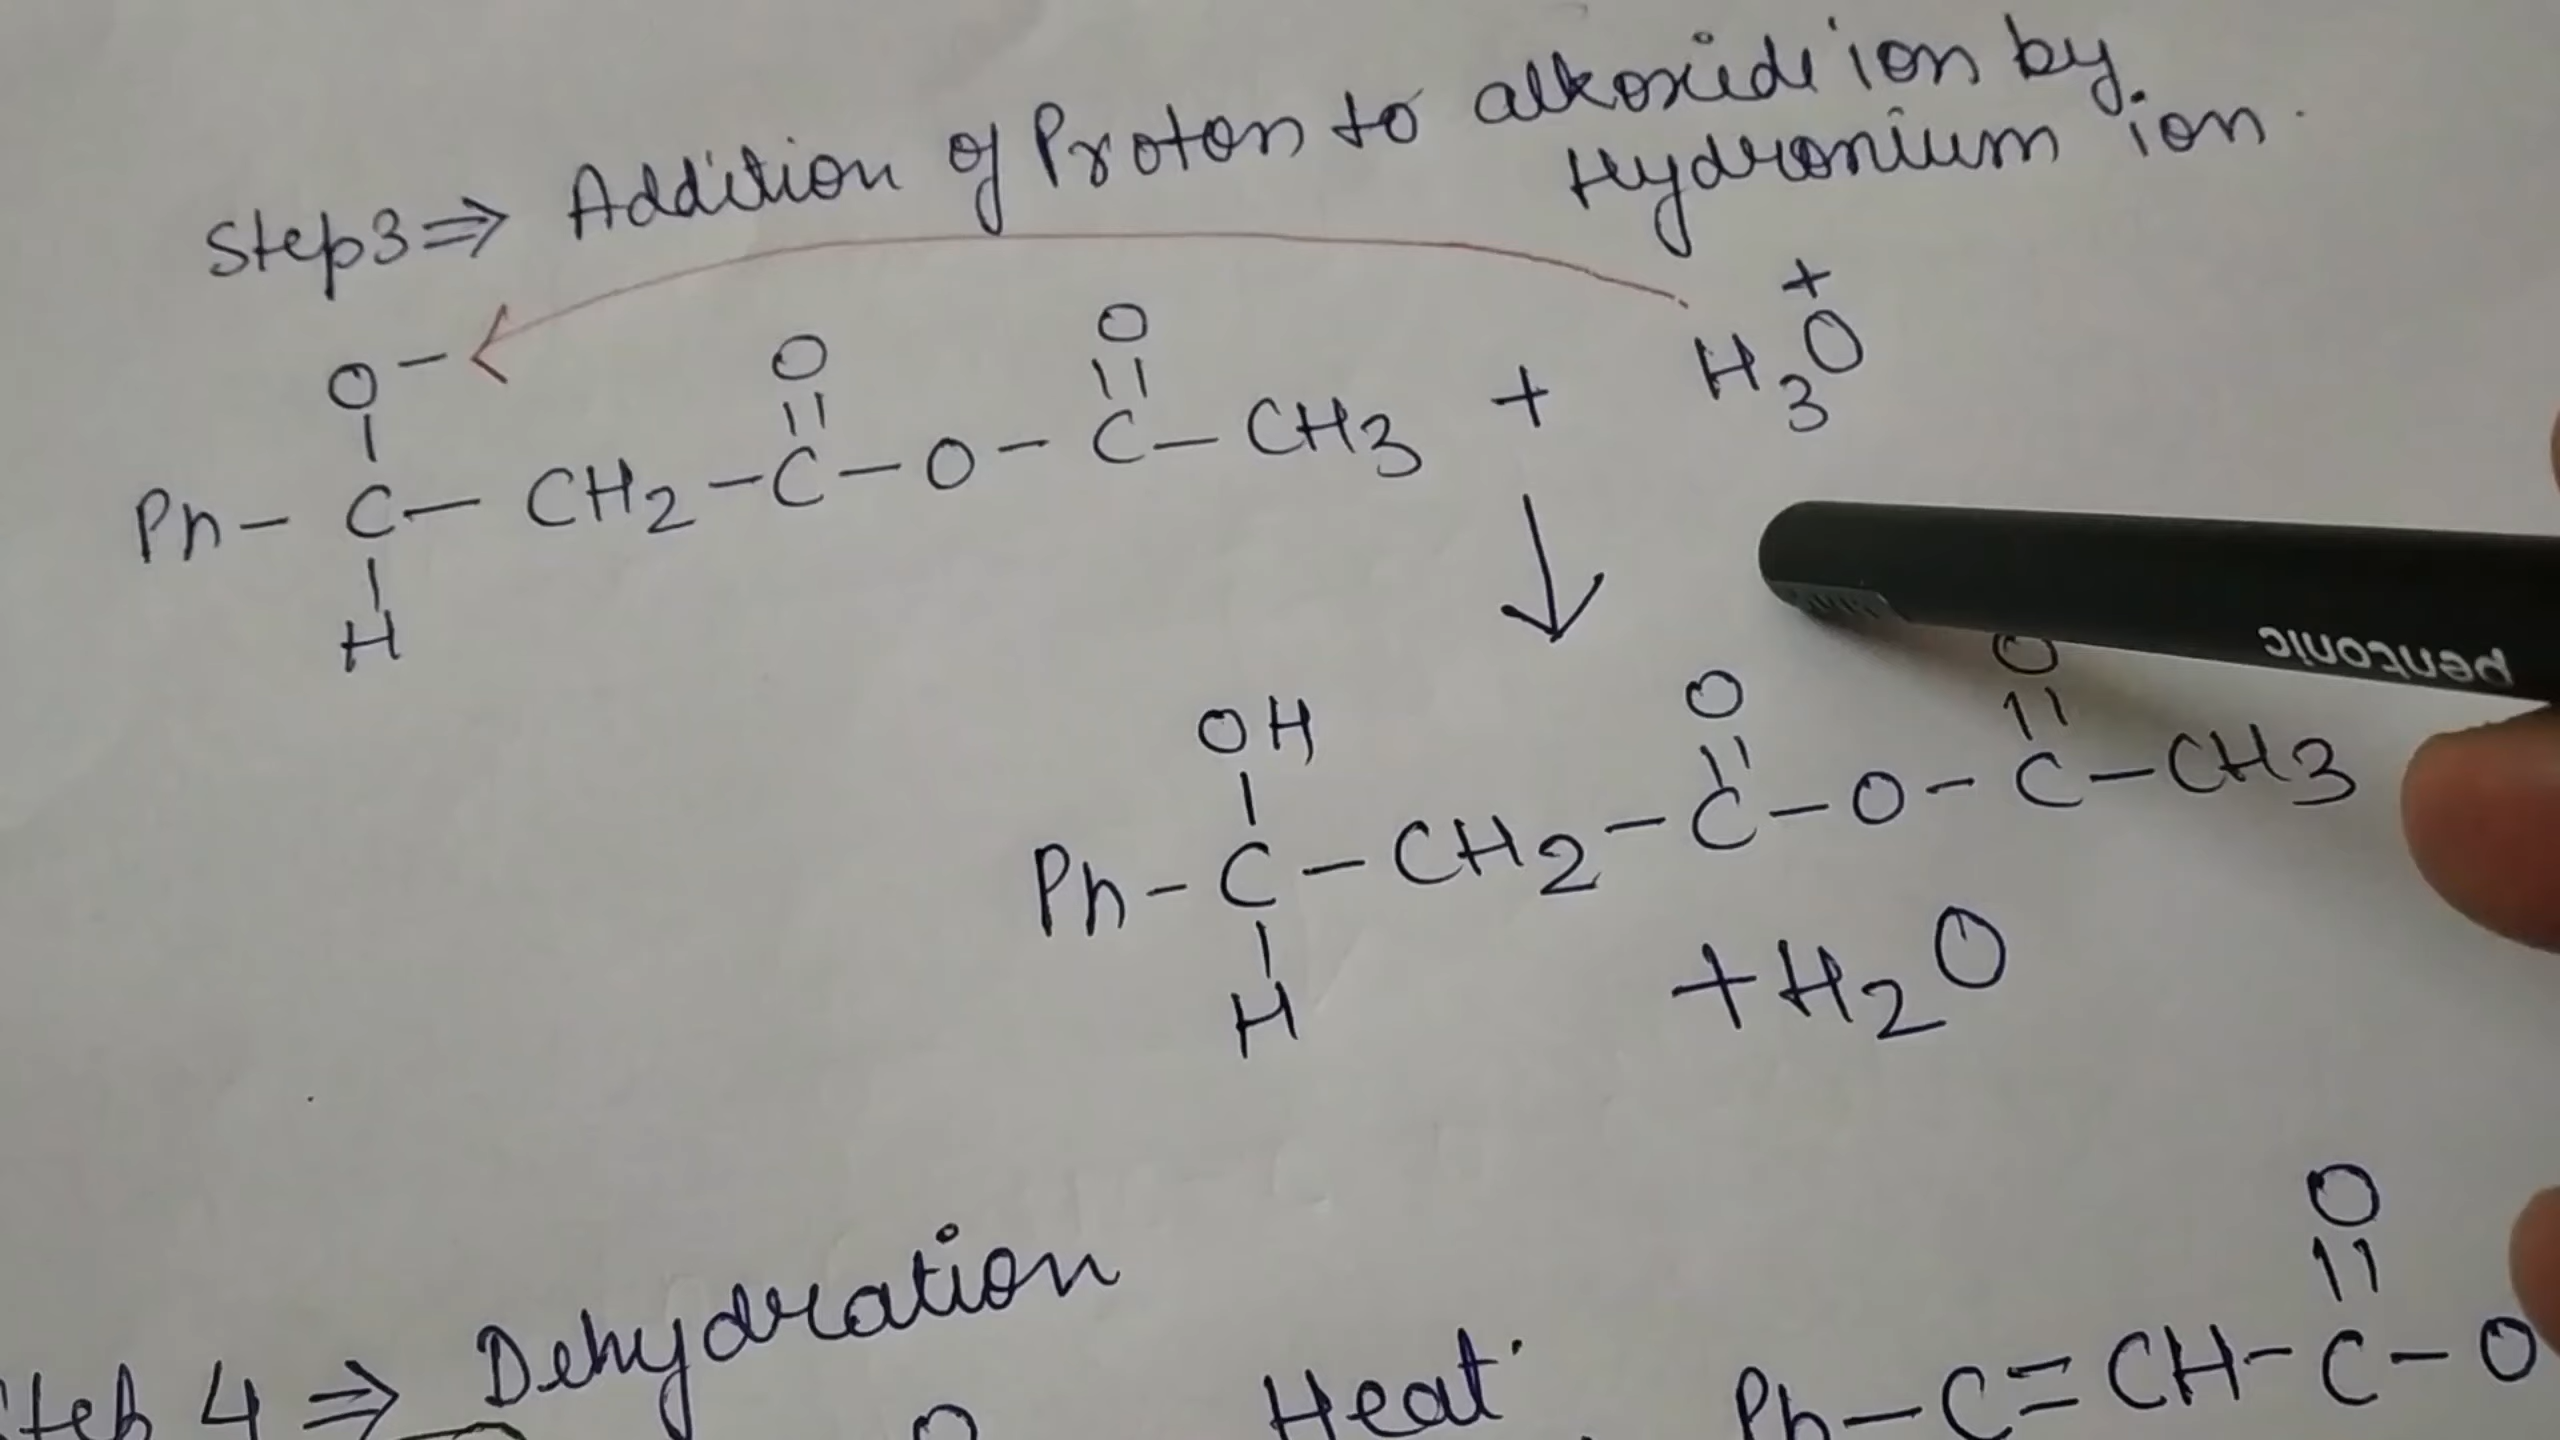 Step3⇒ Addition of Proton to alkoxide ion by
Hydronium ion.
O⁻ O O H₃O⁺
Ph-C-CH₂-C-O-C-CH₃ +
H
OH O O
Ph-C-CH₂-C-O-C-CH₃
H
+H₂O
pentonic
Step 4 ⇒ Dehydration
O Heat O
Ph-C=CH-C-O